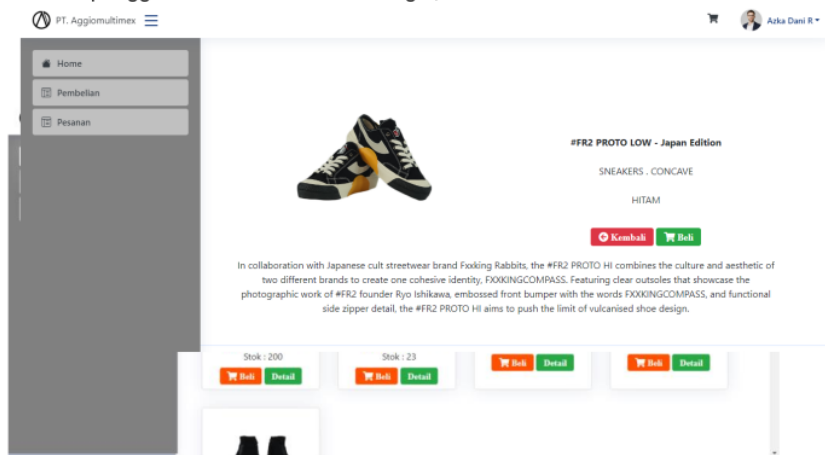 PT. Aggiomultimex
Azka Dani R
Home
Pembelian
Pesanan
#FR2 PROTO LOW - Japan Edition
SNEAKERS . CONCAVE
HITAM
Kembali Beli
In collaboration with Japanese cult streetwear brand Fxxking Rabbits, the #FR2 PROTO HI combines the culture and aesthetic of
two different brands to create one cohesive identity, FXXKINGCOMPASS. Featuring clear outsoles that showcase the
photographic work of #FR2 founder Ryo Ishikawa, embossed front bumper with the words FXXKINGCOMPASS, and functional
side zipper detail, the #FR2 PROTO HI aims to push the limit of vulcanised shoe design.
Stok : 200 Stok : 23
Beli Detail Beli Detail Beli Detail Beli Detail